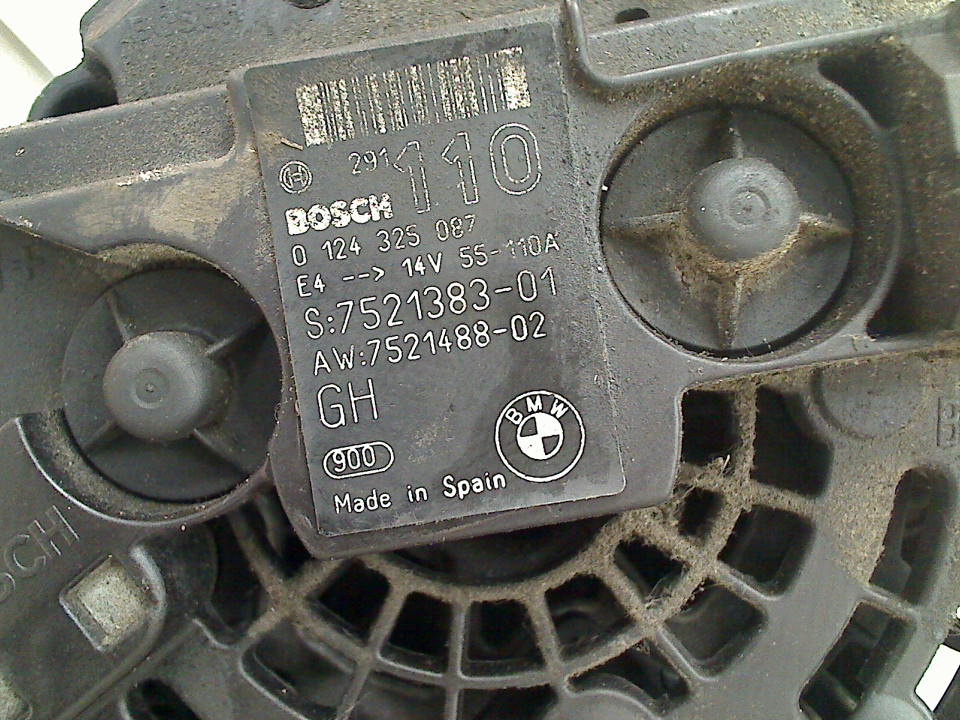 291
110
BOSCH
0 124 325 087
E4 --> 14V 55-110A
S:7521383-01
AW:7521488-02
GH
BMW
900
Made in Spain